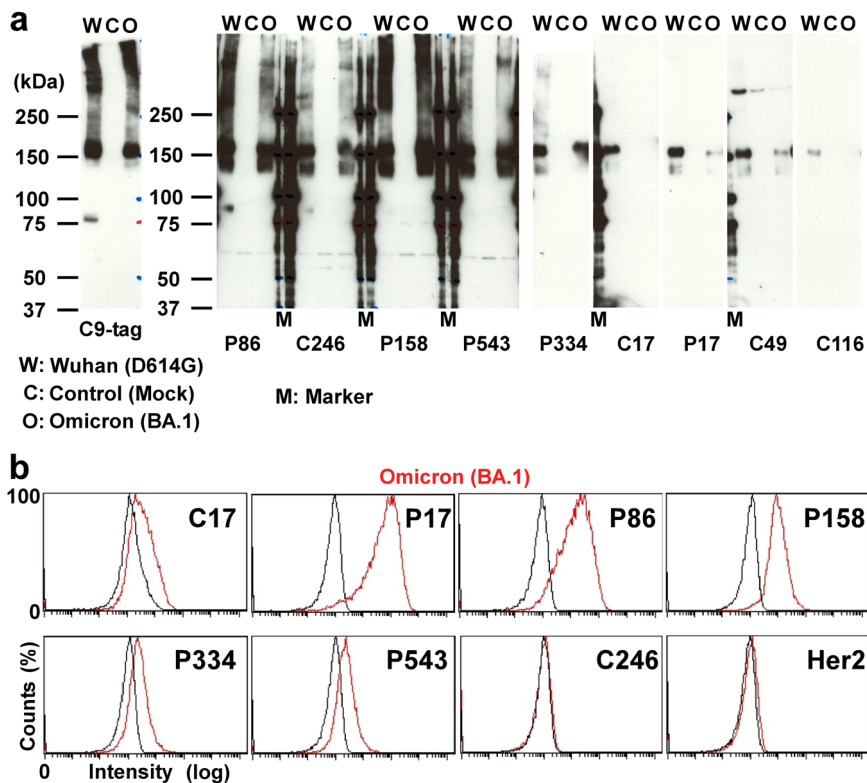 a
W C O W C O W C O W C O W C O W C O W C O W C O W C O W C O
(kDa)
250 250
150 150
100 100
75 75
50 50
37 37
C9-tag M M M M M
P86 C246 P158 P543 P334 C17 P17 C49 C116
W: Wuhan (D614G)
C: Control (Mock) M: Marker
O: Omicron (BA.1)
b
Omicron (BA.1)
100 C17 P17 P86 P158
0
P334 P543 C246 Her2
Counts (%)
0
0 Intensity (log)